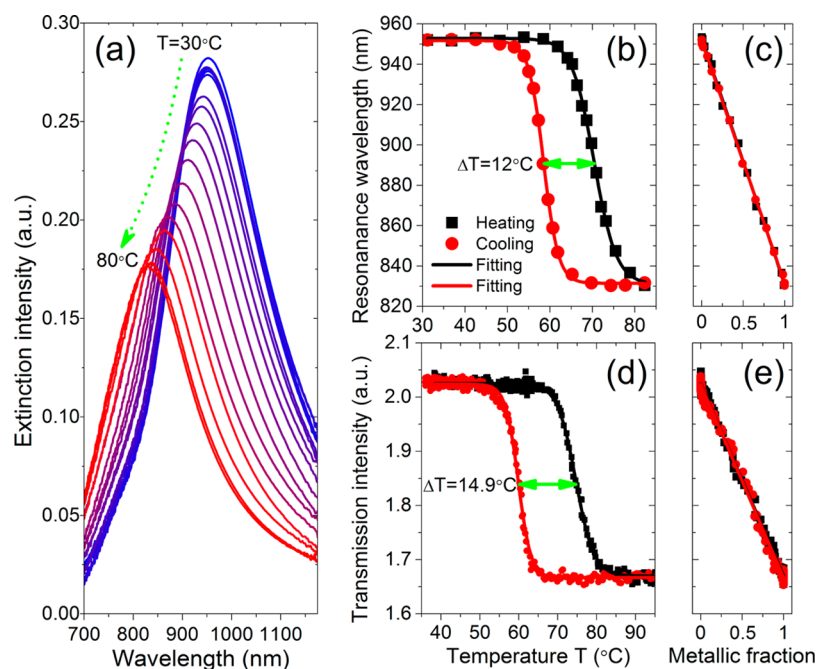 (a)
T=30°C
80°C
0.30
0.25
0.20
0.15
0.10
0.05
0.00
Extinction intensity (a.u.)
700 800 900 1000 1100
Wavelength (nm)
(b)
960
940
920
900
880
860
840
820
Resonanance wavelength (nm)
ΔT=12°C
Heating
Cooling
Fitting
Fitting
30 40 50 60 70 80
(c)
0 0.5 1
(d)
2.1
2.0
1.9
1.8
1.7
1.6
Transmission intensity (a.u.)
ΔT=14.9°C
40 50 60 70 80 90
Temperature T (°C)
(e)
0 0.5 1
Metallic fraction